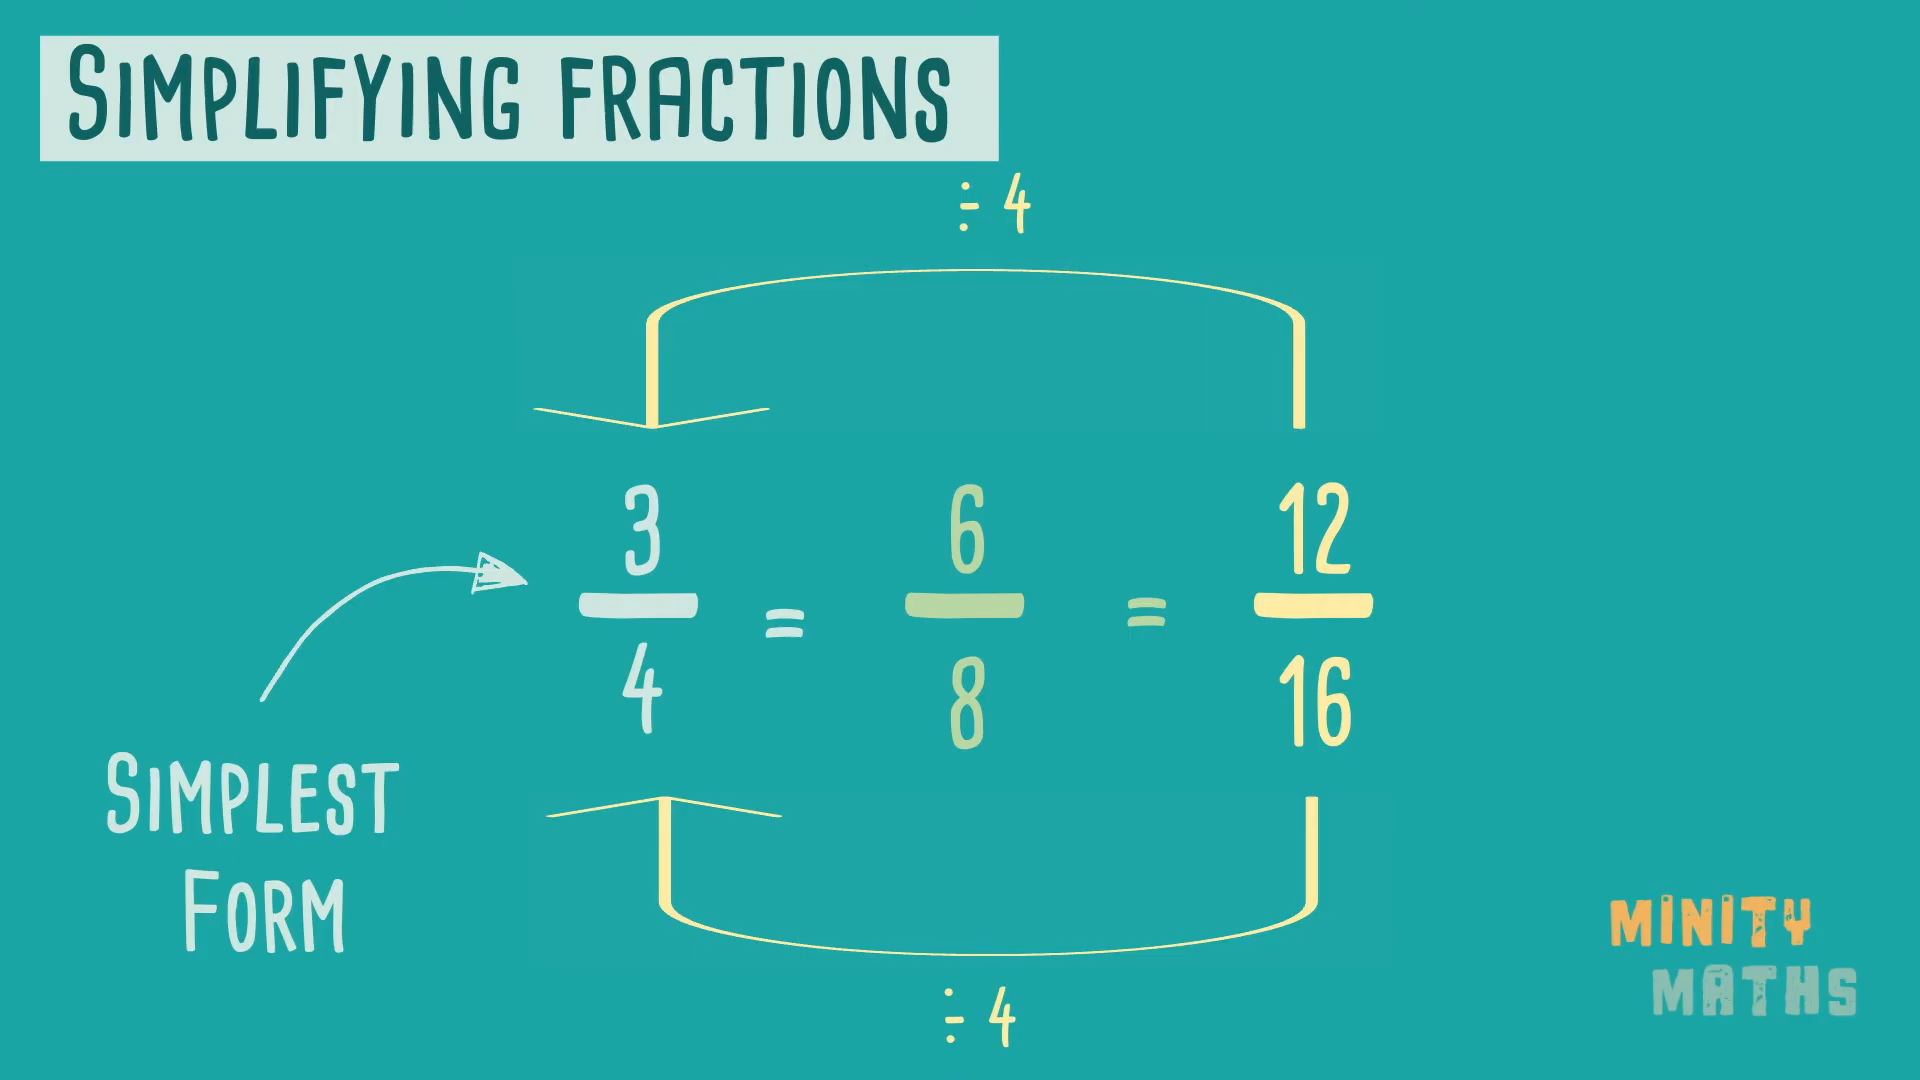 SIMPLIFYING FRACTIONS
÷ 4
3 6 12
= =
4 8 16
SIMPLEST
FORM
÷ 4
MINITY
MATHS